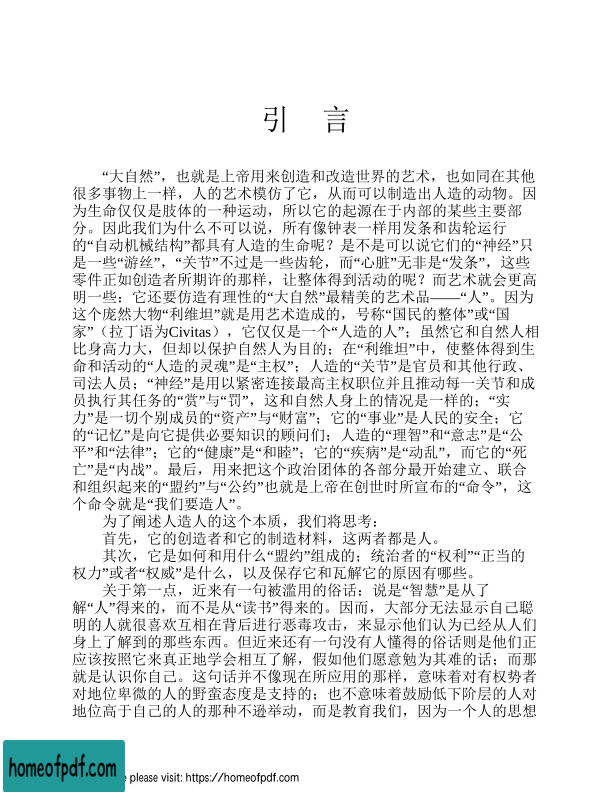 引 言
“大自然”，也就是上帝用来创造和改造世界的艺术，也如同在其他
很多事物上一样，人的艺术模仿了它，从而可以制造出人造的动物。因
为生命仅仅是肢体的一种运动，所以它的起源在于内部的某些主要部
分。因此我们为什么不可以说，所有像钟表一样用发条和齿轮运行
的“自动机械结构”都具有人造的生命呢？是不是可以说它们的“神经”只
是一些“游丝”，“关节”不过是一些齿轮，而“心脏”无非是“发条”，这些
零件正如创造者所期许的那样，让整体得到活动的呢？而艺术就会更高
明一些：它还要仿造有理性的“大自然”最精美的艺术品——“人”。因为
这个庞然大物“利维坦”就是用艺术造成的，号称“国民的整体”或“国
家”（拉丁语为Civitas），它仅仅是一个“人造的人”；虽然它和自然人相
比身高力大，但却以保护自然人为目的；在“利维坦”中，使整体得到生
命和活动的“人造的灵魂”是“主权”；人造的“关节”是官员和其他行政、
司法人员；“神经”是用以紧密连接最高主权职位并且推动每一关节和成
员执行其任务的“赏”与“罚”，这和自然人身上的情况是一样的；“实
力”是一切个别成员的“资产”与“财富”；它的“事业”是人民的安全；它
的“记忆”是向它提供必要知识的顾问们；人造的“理智”和“意志”是“公
平”和“法律”；它的“健康”是“和睦”；它的“疾病”是“动乱”，而它的“死
亡”是“内战”。最后，用来把这个政治团体的各部分最开始建立、联合
和组织起来的“盟约”与“公约”也就是上帝在创世时所宣布的“命令”，这
个命令就是“我们要造人”。
为了阐述人造人的这个本质，我们将思考：
首先，它的创造者和它的制造材料，这两者都是人。
其次，它是如何和用什么“盟约”组成的；统治者的“权利”“正当的
权力”或者“权威”是什么，以及保存它和瓦解它的原因有哪些。
关于第一点，近来有一句被滥用的俗话：说是“智慧”是从了
解“人”得来的，而不是从“读书”得来的。因而，大部分无法显示自己聪
明的人就很喜欢互相在背后进行恶毒攻击，来显示他们认为已经从人们
身上了解到的那些东西。但近来还有一句没有人懂得的俗话则是他们正
应该按照它来真正地学会相互了解，假如他们愿意勉为其难的话；而那
就是认识你自己。这句话并不像现在所应用的那样，意味着对有权势者
对地位卑微的人的野蛮态度是支持的；也不意味着鼓励低下阶层的人对
地位高于自己的人的那种不逊举动，而是教育我们，因为一个人的思想
homeofpdf.com
e please visit: https://homeofpdf.com